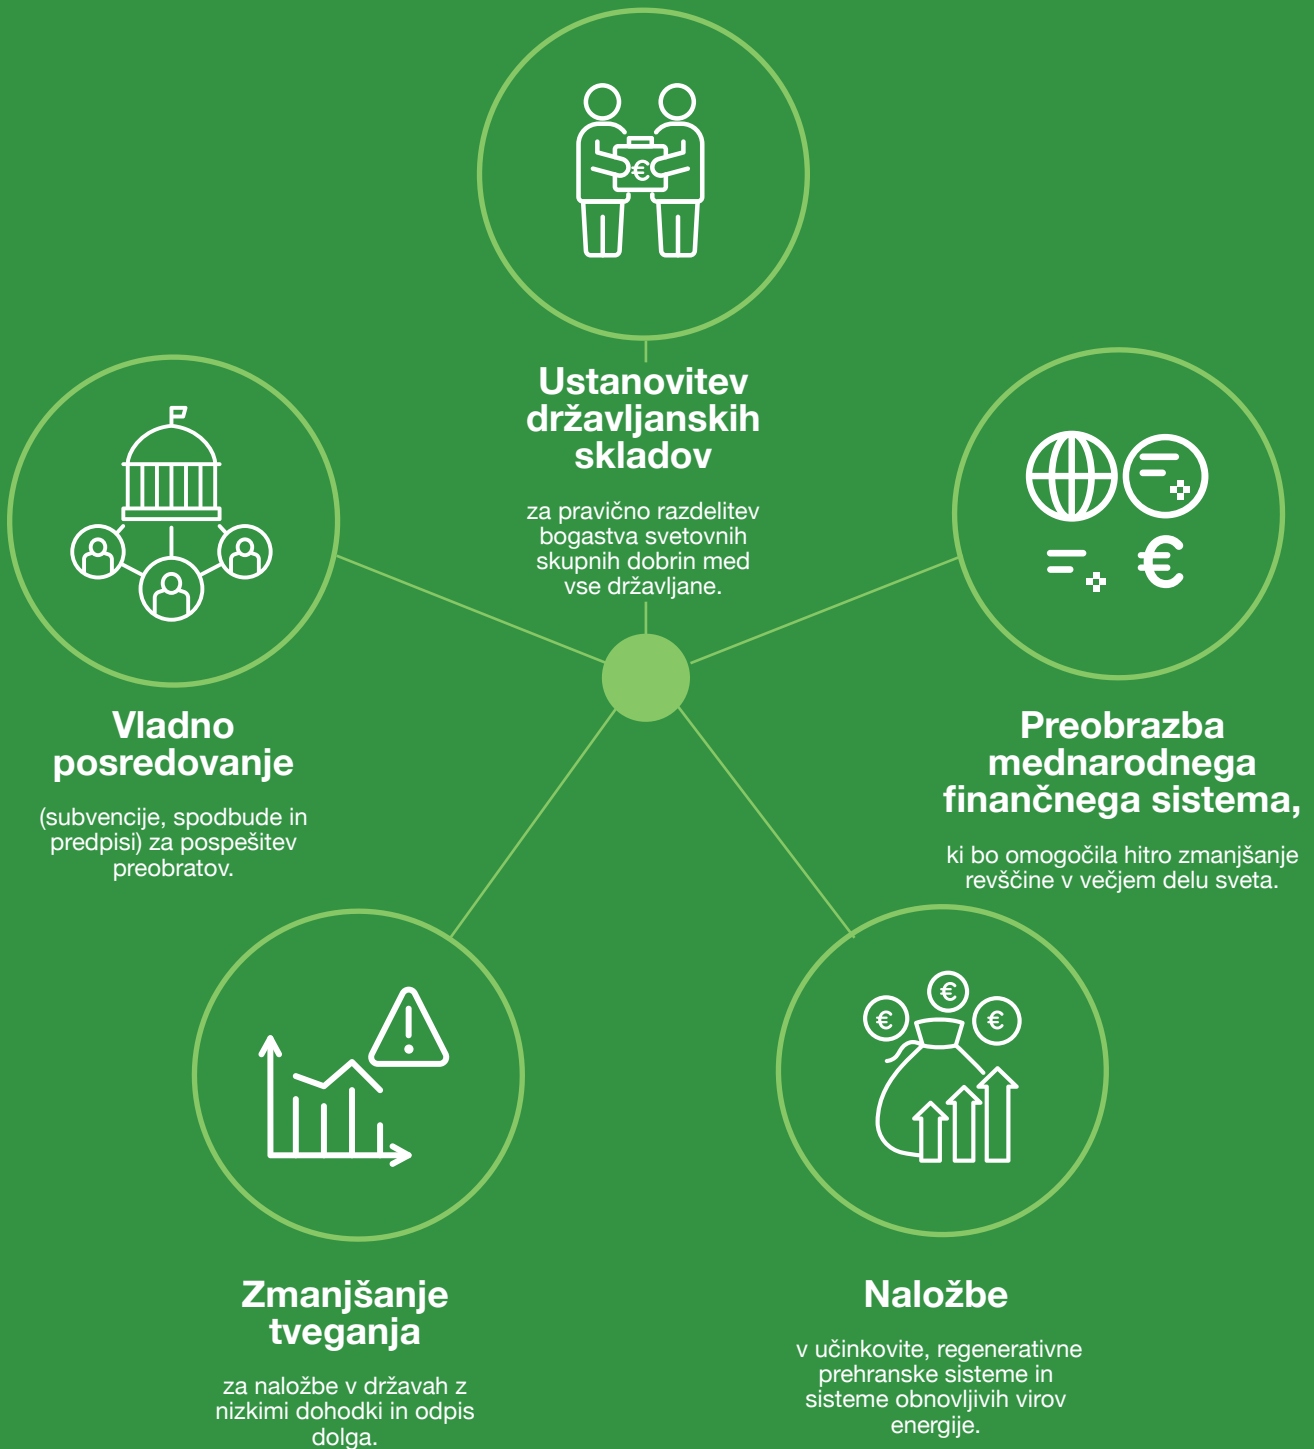 Ustanovitev
državljanskih
skladov
za pravično razdelitev
bogastva svetovnih
skupnih dobrin med
vse državljane.
Vladno
posredovanje
(subvencije, spodbude in
predpisi) za pospešitev
preobratov.
Preobrazba
mednarodnega
finančnega sistema,
ki bo omogočila hitro zmanjšanje
revščine v večjem delu sveta.
Zmanjšanje
tveganja
za naložbe v državah z
nizkimi dohodki in odpis
dolga.
Naložbe
v učinkovite, regenerativne
prehranske sisteme in
sisteme obnovljivih virov
energije.